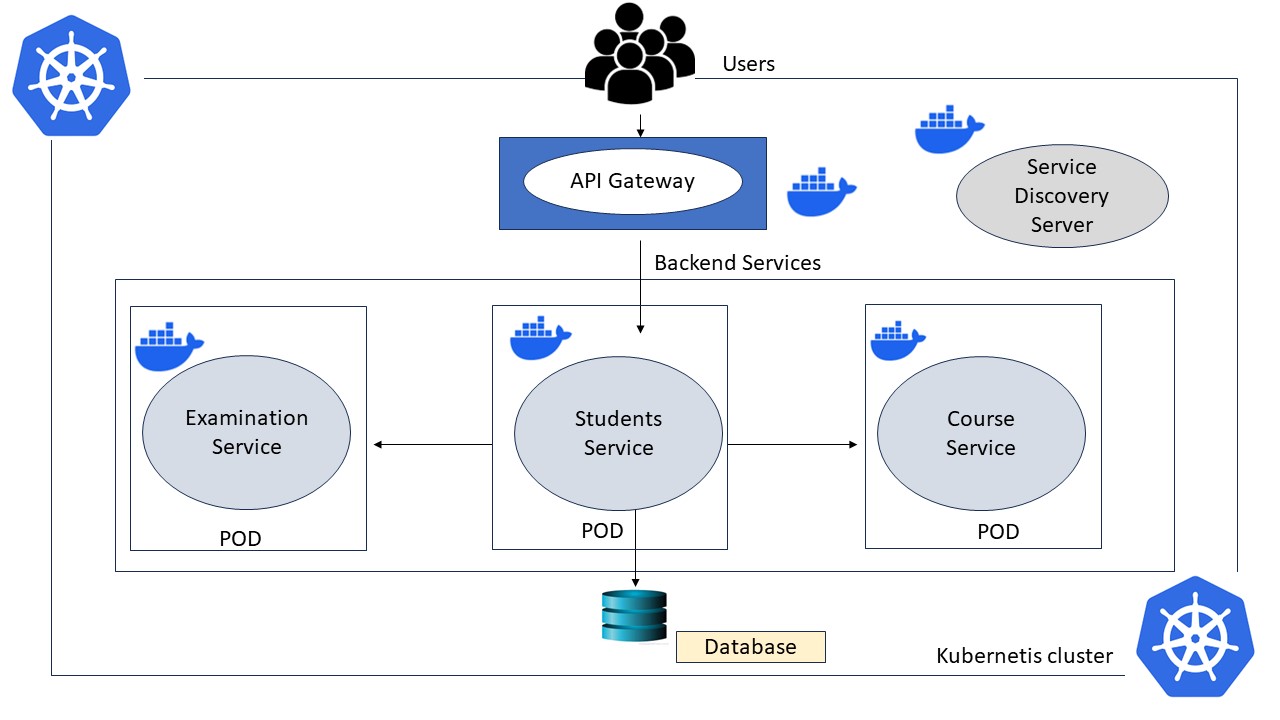 Users
API Gateway
Service
Discovery
Server
Backend Services
Examination
Service
Students
Service
Course
Service
POD
POD
POD
Database
Kubernetis cluster